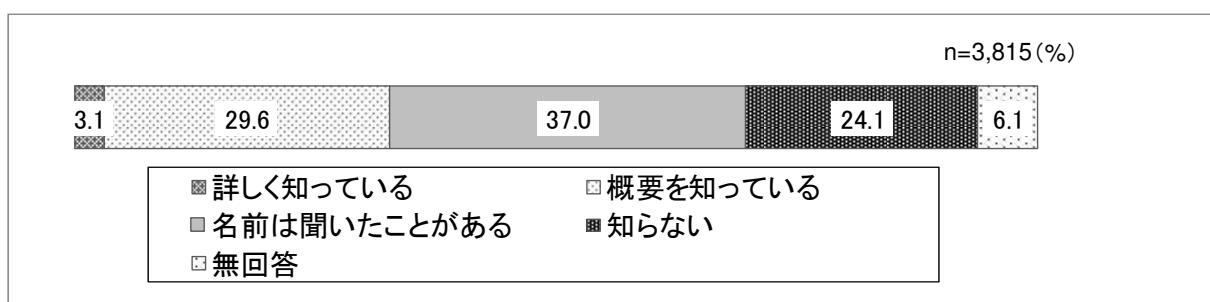 n=3,815(%)
3.1 29.6 37.0 24.1 6.1
詳しく知っている 概要を知っている
名前は聞いたことがある 知らない
無回答